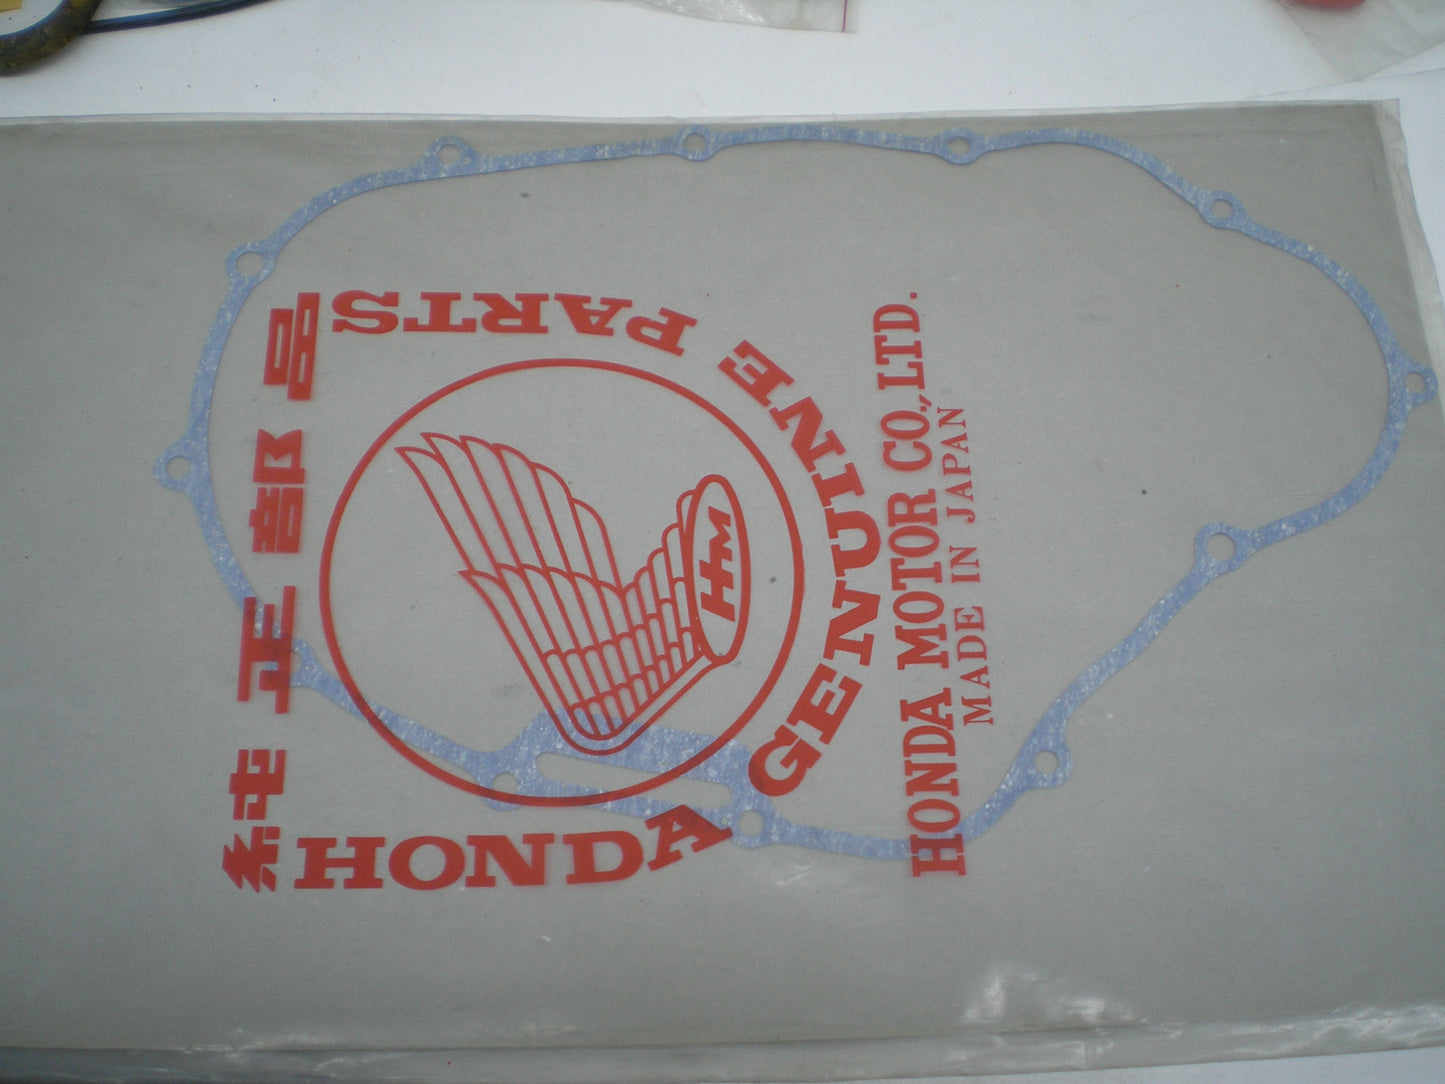 純正部品
HONDA GENUINE PARTS
HM
HONDA MOTOR CO.,LTD.
MADE IN JAPAN